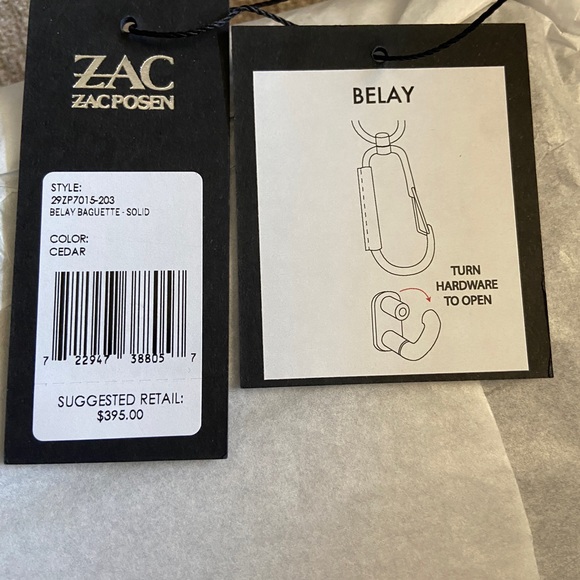 ZAC
ZAC POSEN
STYLE:
29ZP7015-203
BELAY BAGUETTE - SOLID
COLOR:
CEDAR
7 22947 38805 7
SUGGESTED RETAIL:
$395.00
BELAY
TURN
HARDWARE
TO OPEN